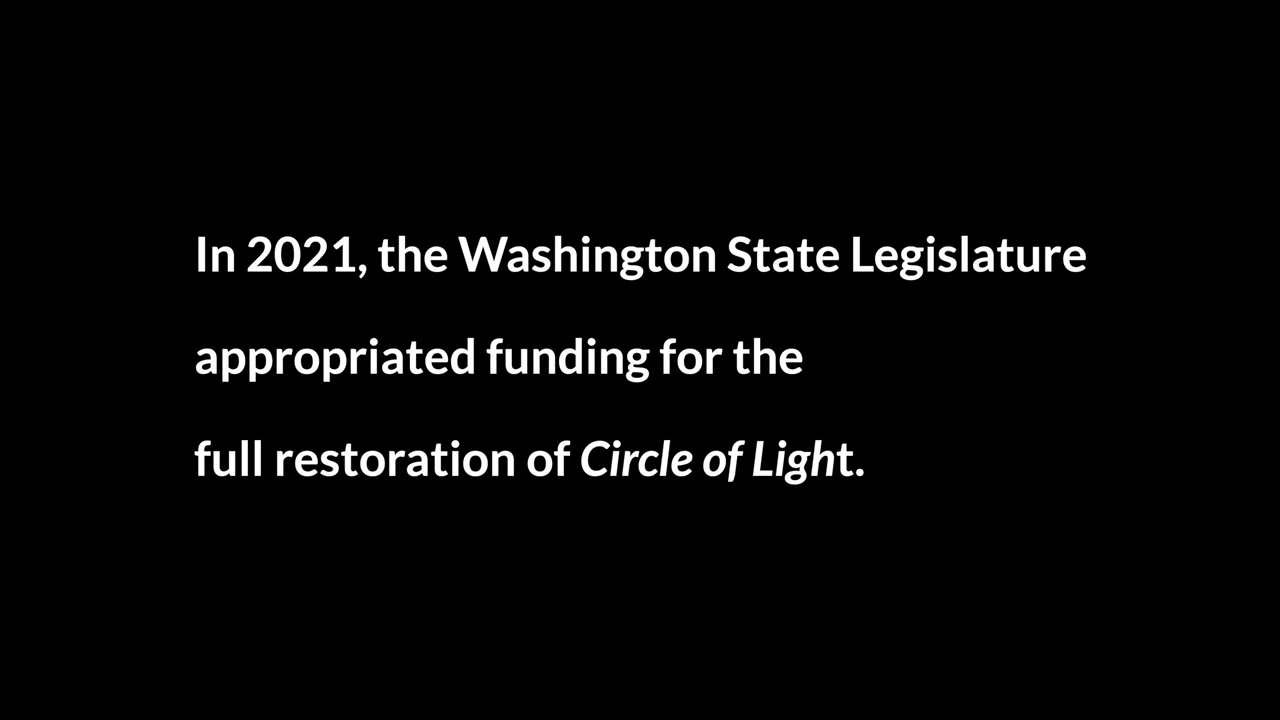 In 2021, the Washington State Legislature
appropriated funding for the
full restoration of Circle of Light.